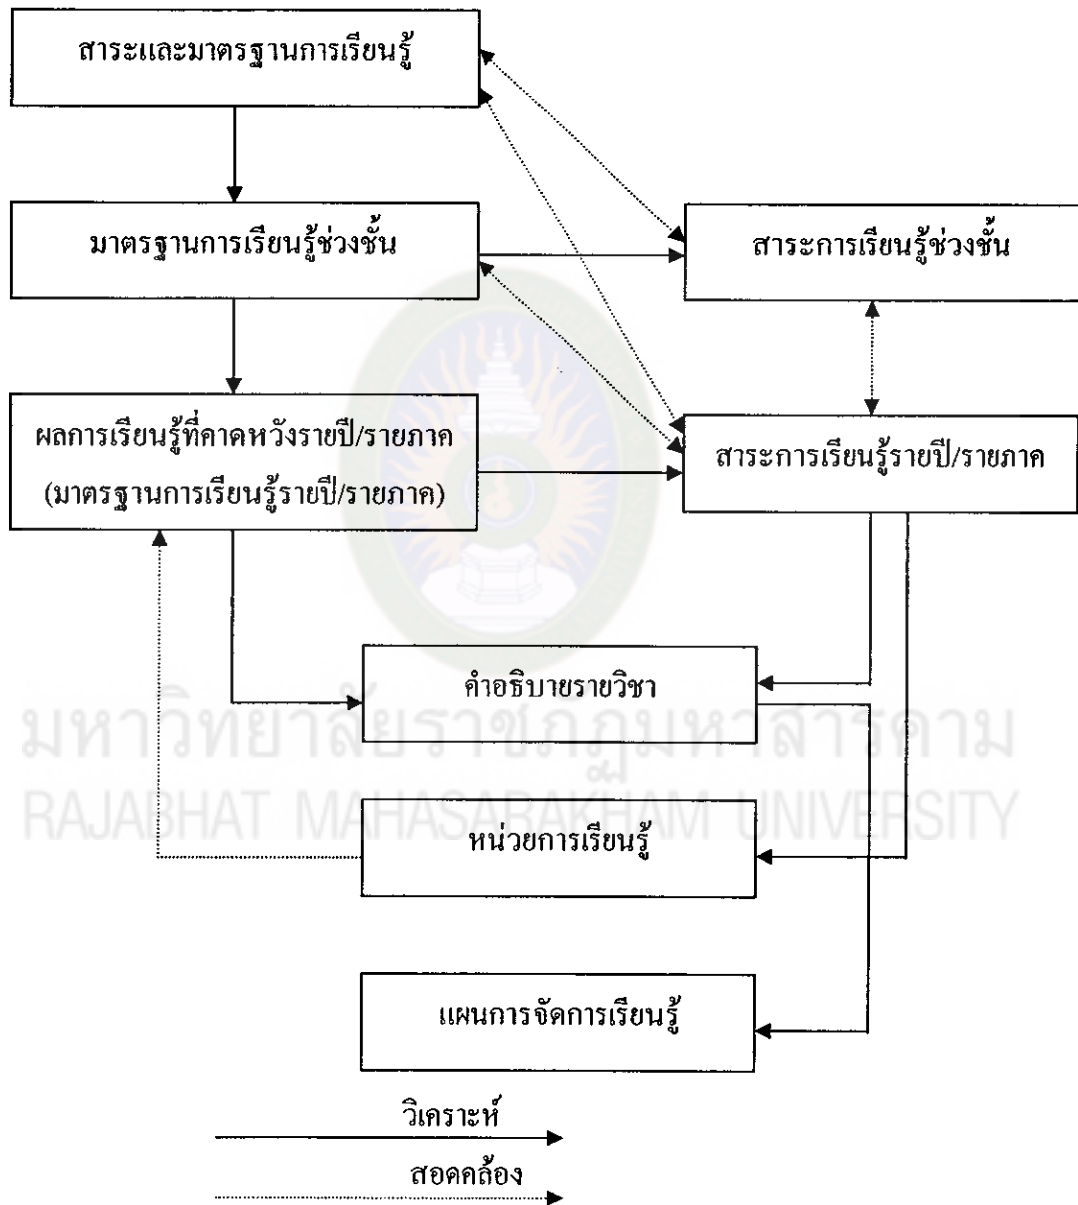 สาระและมาตรฐานการเรียนรู้
มาตรฐานการเรียนรู้ช่วงชั้น
สาระการเรียนรู้ช่วงชั้น
ผลการเรียนรู้ที่คาดหวังรายปี/รายภาค
(มาตรฐานการเรียนรู้รายปี/รายภาค)
สาระการเรียนรู้รายปี/รายภาค
คำอธิบายรายวิชา
มหาวิทยาลัยราชภัฏมหาสารคาม
RAJABHAT MAHASARAKHAM UNIVERSITY
หน่วยการเรียนรู้
แผนการจัดการเรียนรู้
วิเคราะห์
สอดคล้อง